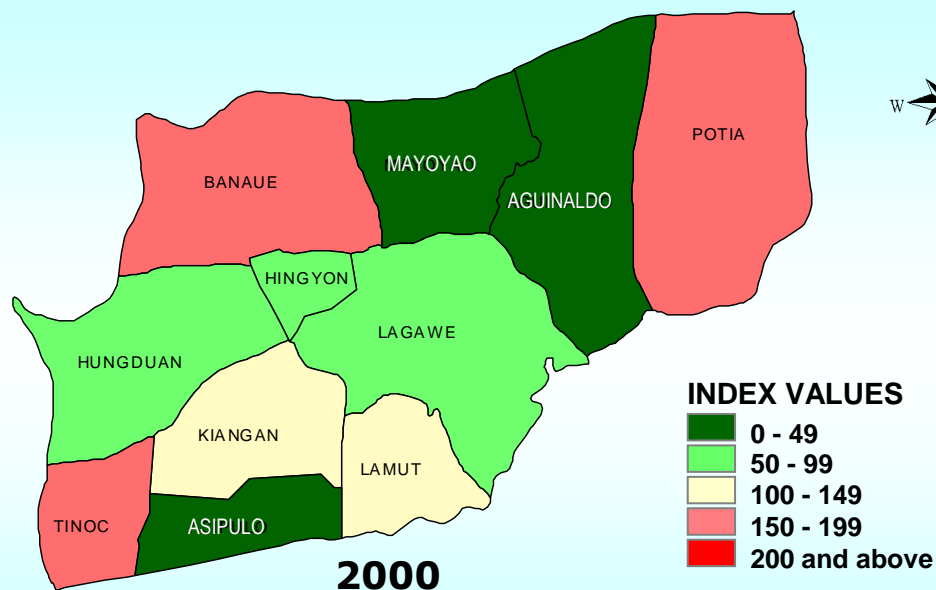 POTIA
W
MAYOYAO
BANAUE
AGUINALDO
HINGYON
LAGAWE
HUNGDUAN
INDEX VALUES
0 - 49
50 - 99
100 - 149
150 - 199
200 and above
KIANGAN
LAMUT
TINOC
ASIPULO
2000